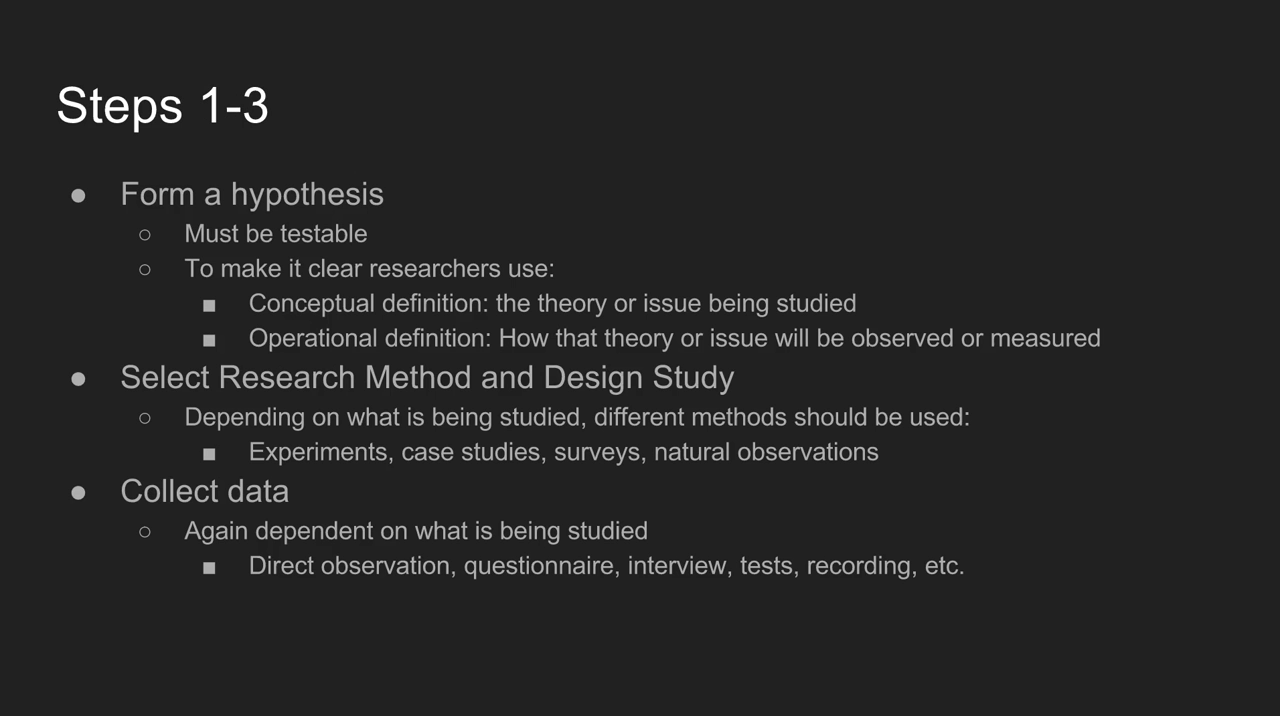 Steps 1-3
● Form a hypothesis
○ Must be testable
○ To make it clear researchers use:
■ Conceptual definition: the theory or issue being studied
■ Operational definition: How that theory or issue will be observed or measured
● Select Research Method and Design Study
○ Depending on what is being studied, different methods should be used:
■ Experiments, case studies, surveys, natural observations
● Collect data
○ Again dependent on what is being studied
■ Direct observation, questionnaire, interview, tests, recording, etc.